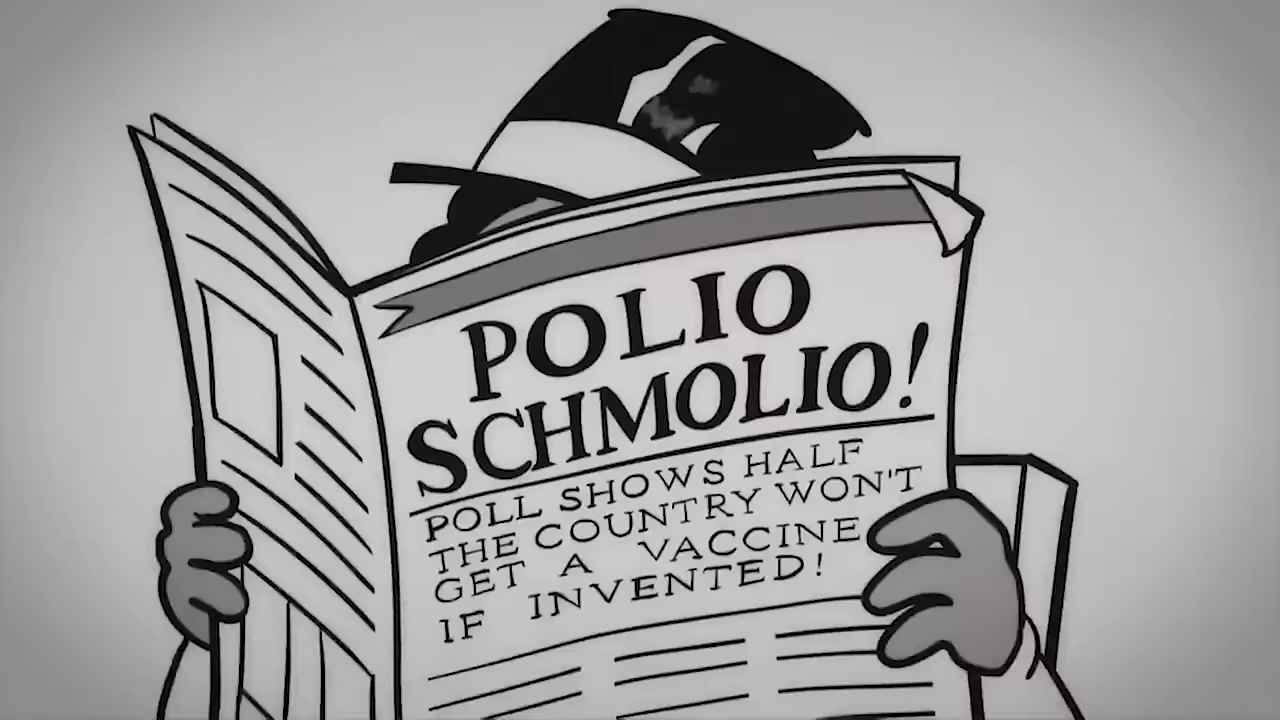 POLIO
SCHMOLIO!
POLL SHOWS HALF
THE COUNTRY WON'T
GET A VACCINE
IF INVENTED!